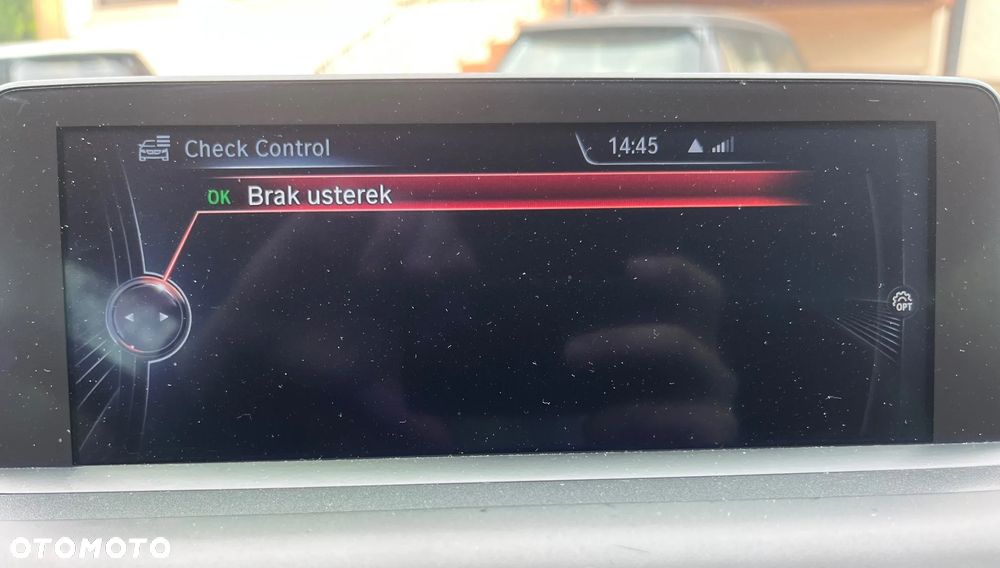 Check Control
14:45
OK Brak usterek
OPT
OTOMOTO